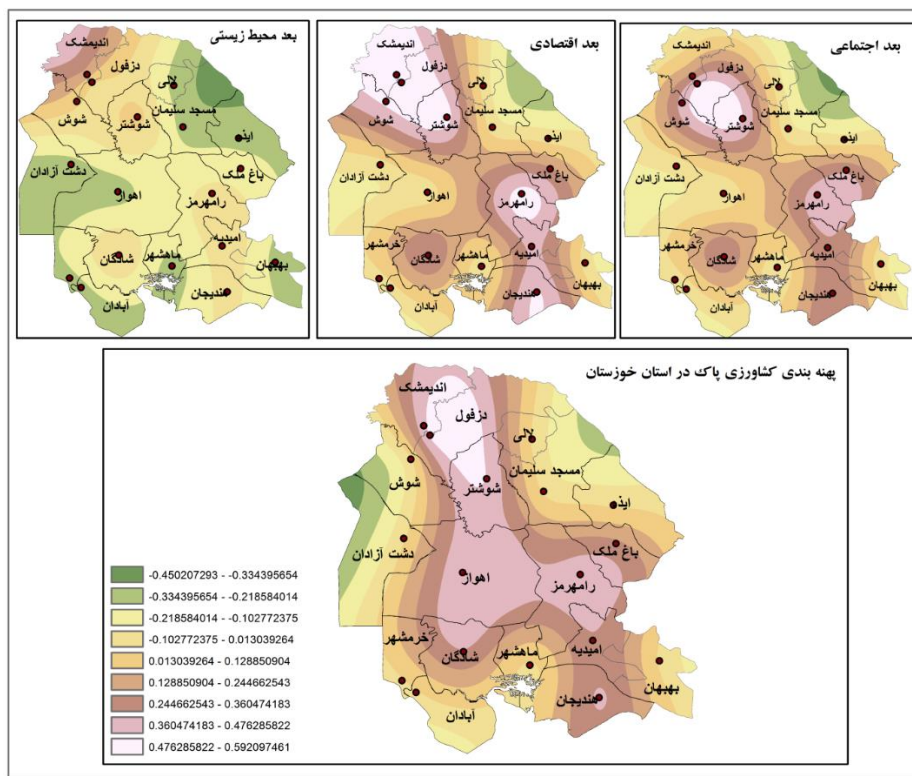 بعد اجتماعی
اندیمشک
دزفول
لالی
شوش
شوشتر
مسجد سلیمان
ایذه
دشت آزادان
باغ ملک
اهواز
رامهرمز
خرمشهر
شادگان
ماهشهر
امیدیه
هندیجان
بهبهان
آبادان
بعد اقتصادی
اندیمشک
دزفول
لالی
شوش
شوشتر
مسجد سلیمان
ایذه
دشت آزادان
باغ ملک
اهواز
رامهرمز
خرمشهر
شادگان
ماهشهر
امیدیه
هندیجان
بهبهان
آبادان
بعد محیط زیستی
اندیمشک
دزفول
لالی
شوش
شوشتر
مسجد سلیمان
ایذه
دشت آزادان
باغ ملک
اهواز
رامهرمز
شادگان
ماهشهر
امیدیه
هندیجان
بهبهان
آبادان
پهنه بندی کشاورزی پاک در استان خوزستان
اندیمشک
دزفول
لالی
شوش
شوشتر
مسجد سلیمان
ایذه
دشت آزادان
باغ ملک
اهواز
رامهرمز
خرمشهر
شادگان
ماهشهر
امیدیه
هندیجان
بهبهان
آبادان
-0.450207293 - -0.334395654
-0.334395654 - -0.218584014
-0.218584014 - -0.102772375
-0.102772375 - 0.013039264
0.013039264 - 0.128850904
0.128850904 - 0.244662543
0.244662543 - 0.360474183
0.360474183 - 0.476285822
0.476285822 - 0.592097461